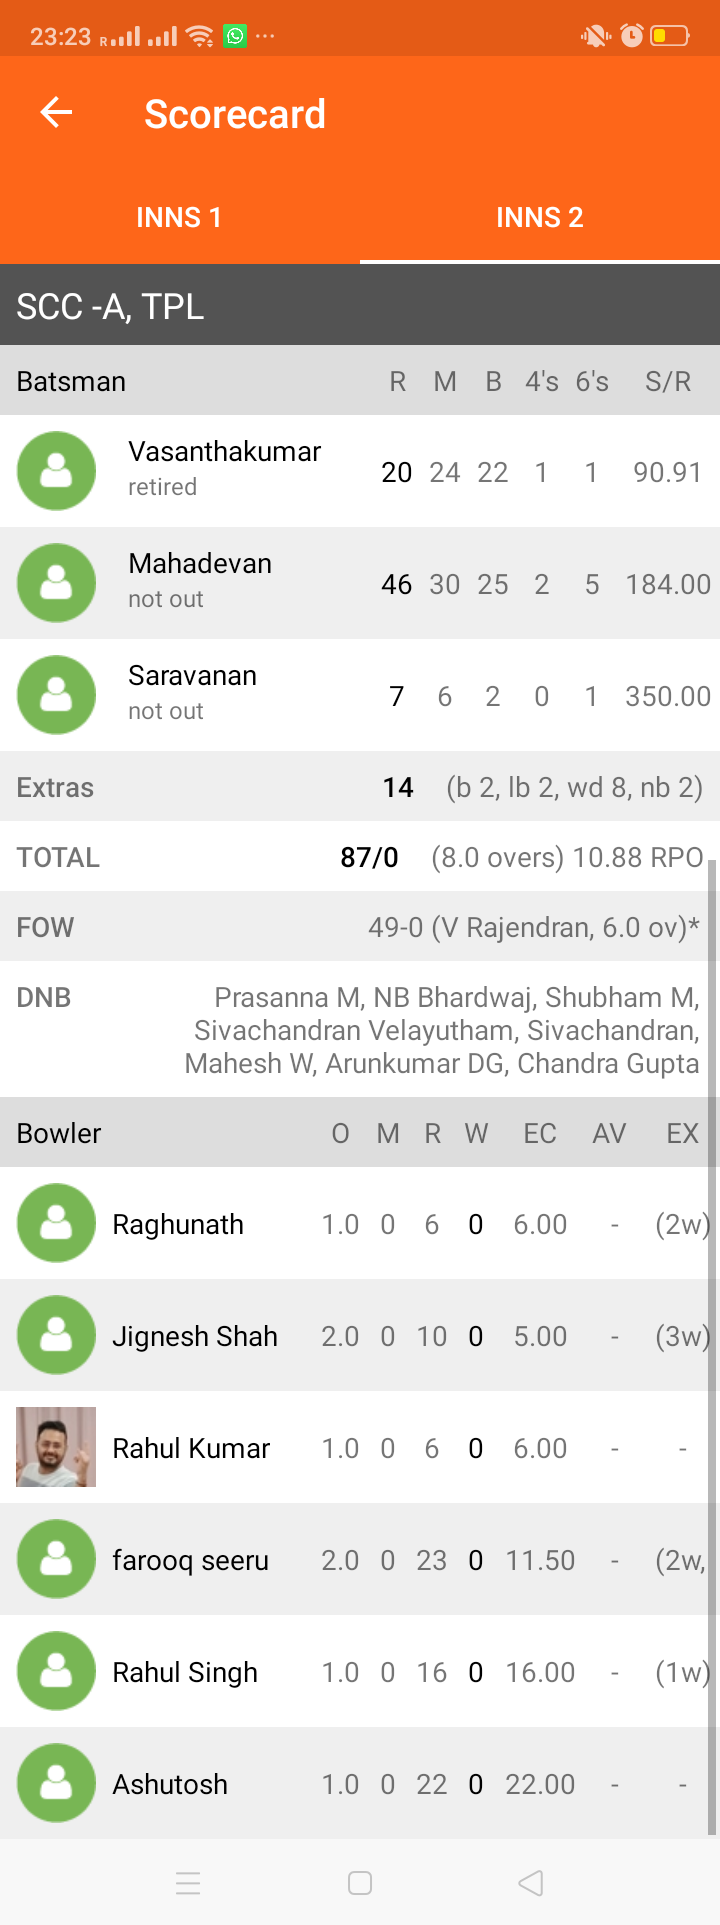 23:23 R ...
Scorecard
INNS 1 INNS 2
SCC -A, TPL
Batsman R M B 4's 6's S/R
Vasanthakumar 20 24 22 1 1 90.91
retired
Mahadevan 46 30 25 2 5 184.00
not out
Saravanan 7 6 2 0 1 350.00
not out
Extras 14 (b 2, lb 2, wd 8, nb 2)
TOTAL 87/0 (8.0 overs) 10.88 RPO
FOW 49-0 (V Rajendran, 6.0 ov)*
DNB Prasanna M, NB Bhardwaj, Shubham M,
Sivachandran Velayutham, Sivachandran,
Mahesh W, Arunkumar DG, Chandra Gupta
Bowler O M R W EC AV EX
Raghunath 1.0 0 6 0 6.00 - (2w)
Jignesh Shah 2.0 0 10 0 5.00 - (3w)
Rahul Kumar 1.0 0 6 0 6.00 - -
farooq seeru 2.0 0 23 0 11.50 - (2w,
Rahul Singh 1.0 0 16 0 16.00 - (1w)
Ashutosh 1.0 0 22 0 22.00 - -